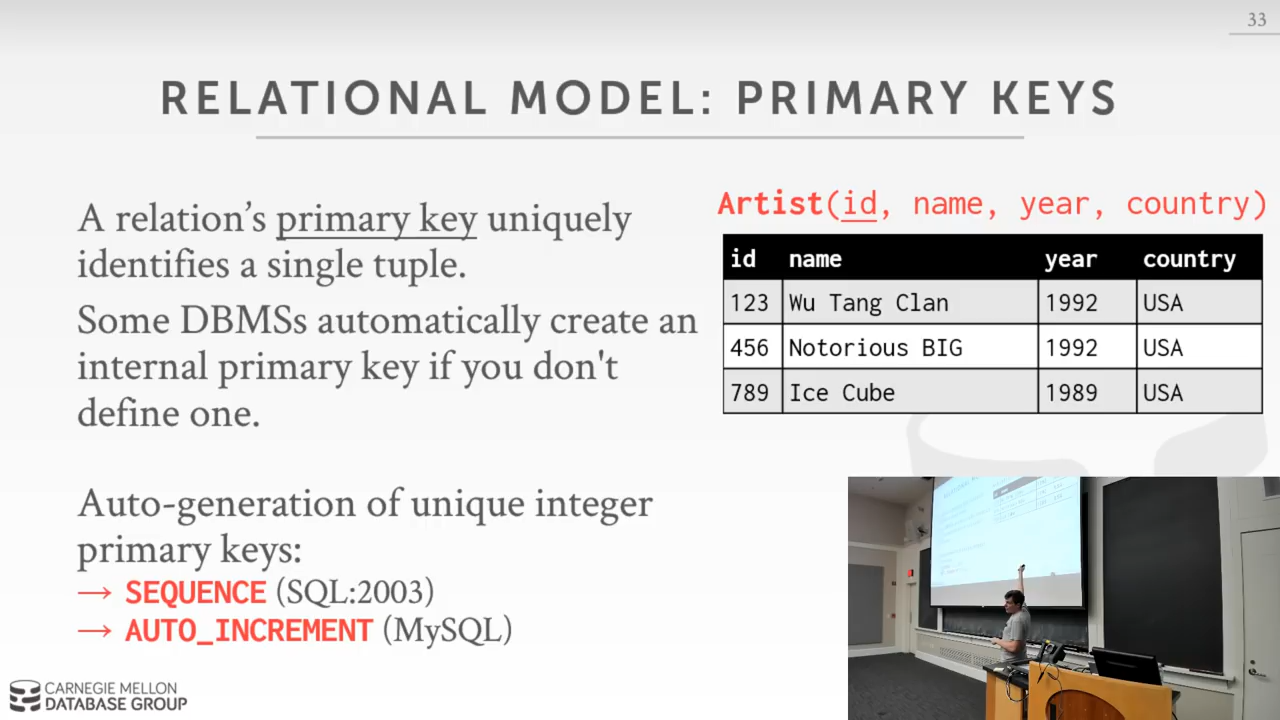 33
RELATIONAL MODEL: PRIMARY KEYS
A relation’s primary key uniquely
identifies a single tuple.
Some DBMSs automatically create an
internal primary key if you don't
define one.
Auto-generation of unique integer
primary keys:
→ SEQUENCE (SQL:2003)
→ AUTO_INCREMENT (MySQL)
Artist(id, name, year, country)
id name year country
123 Wu Tang Clan 1992 USA
456 Notorious BIG 1992 USA
789 Ice Cube 1989 USA
CARNEGIE MELLON
DATABASE GROUP